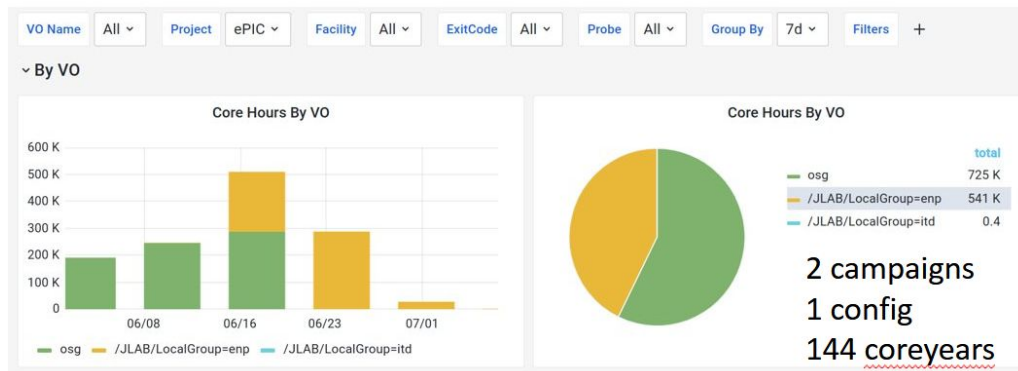 VO Name All Project ePIC Facility All ExitCode All Probe All Group By 7d Filters +
By VO
Core Hours By VO
600 K
500 K
400 K
300 K
200 K
100 K
0
06/08 06/16 06/23 07/01
osg /JLAB/LocalGroup=enp /JLAB/LocalGroup=itd
Core Hours By VO
total
osg 725 K
/JLAB/LocalGroup=enp 541 K
/JLAB/LocalGroup=itd 0.4
2 campaigns
1 config
144 coreyears